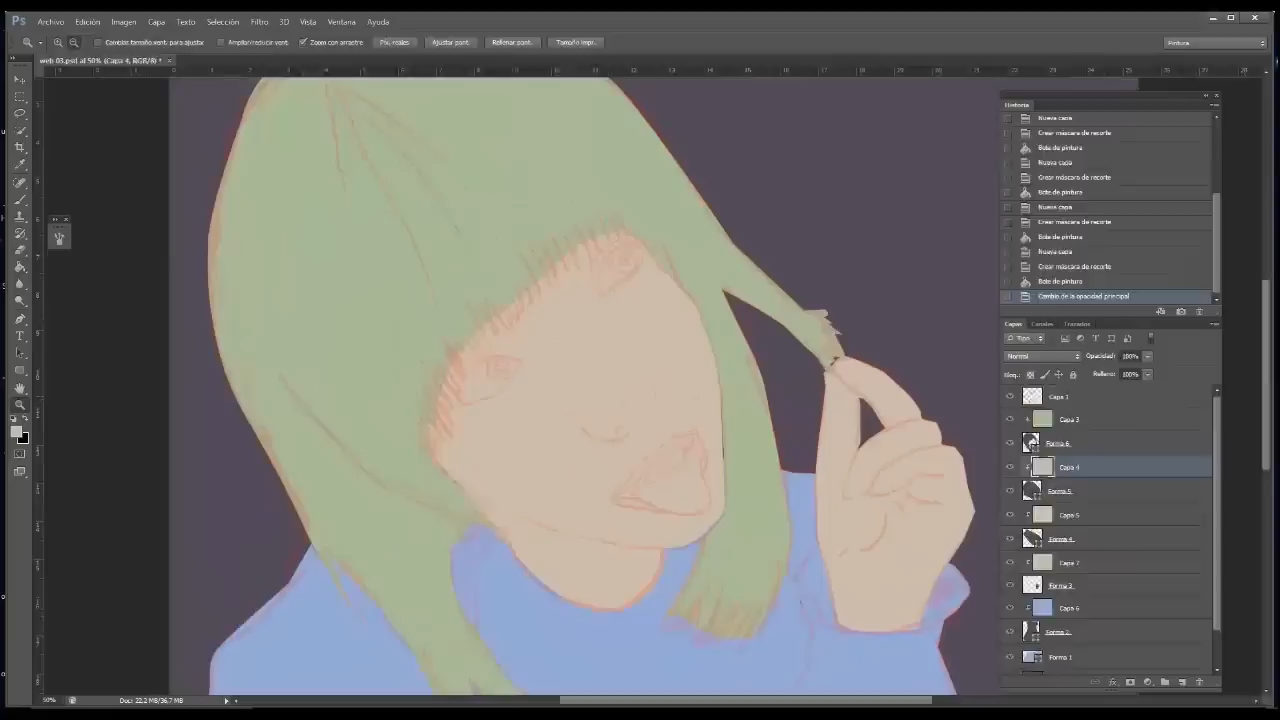 Ps Archivo Edición Imagen Capa Texto Selección Filtro 3D Vista Ventana Ayuda
Cambiar tamaño vent. para ajustar Ampliar/reducir vent. Zoom con arrastre Píx. reales Ajustar pant. Rellenar pant. Tamaño impr. Pintura
web 03.psd al 50% (Capa 4, RGB/8) *
Historia
Nueva capa
Crear máscara de recorte
Bote de pintura
Nueva capa
Crear máscara de recorte
Bote de pintura
Nueva capa
Crear máscara de recorte
Bote de pintura
Nueva capa
Crear máscara de recorte
Bote de pintura
Cambio de la opacidad principal
Capas Canales Trazados
Tipo
Normal Opacidad: 100%
Bloq.: Relleno: 100%
Capa 1
Capa 3
Forma 6
Capa 4
Forma 5
Capa 5
Forma 4
Capa 2
Forma 3
Capa 6
Forma 2
Forma 1
50% Doc: 22,2 MB/36,7 MB